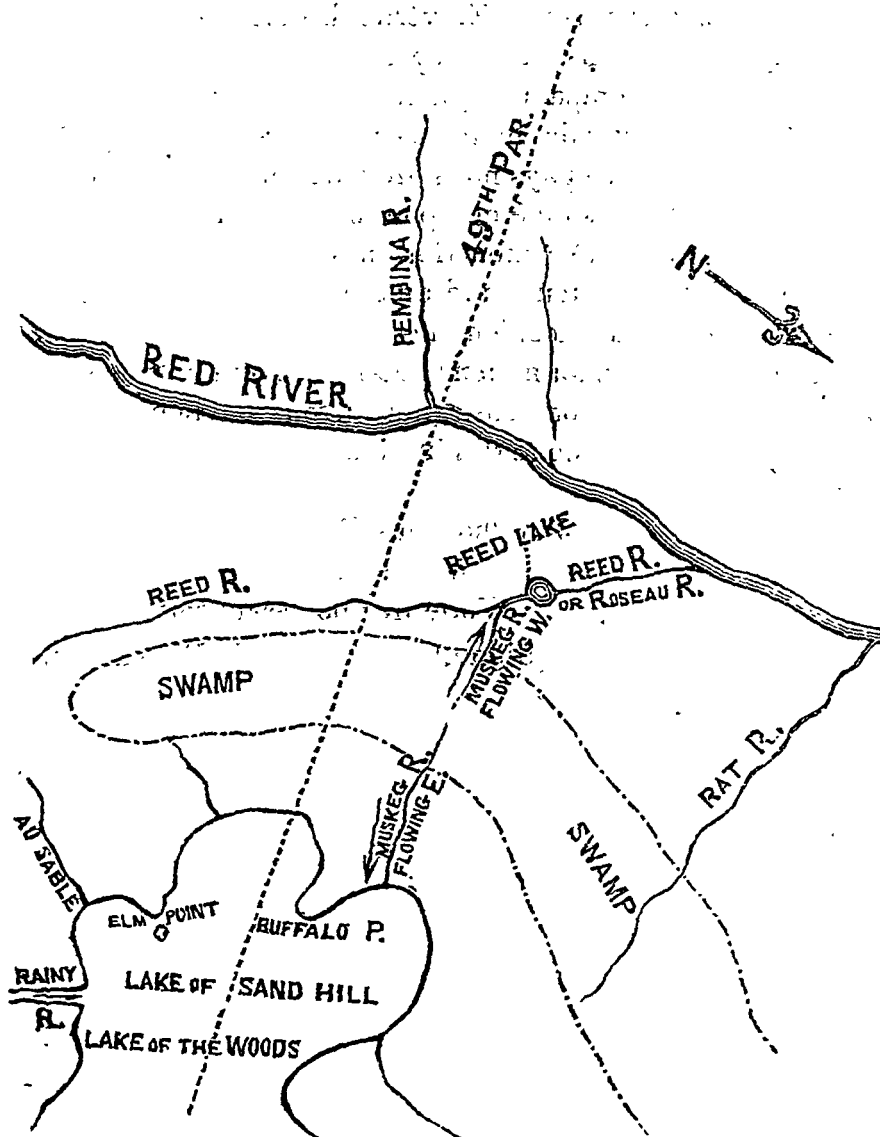 49TH PAR.
PEMBINA R.
N
RED RIVER
REED LAKE
REED R.
REED R.
OR ROSEAU R.
MUSKEG R.
FLOWING W.
SWAMP
MUSKEG R.
FLOWING E.
RAT R.
SWAMP
AU SABLE
ELM POINT
BUFFALO P.
RAINY
R.
LAKE OF SAND HILL
LAKE OF THE WOODS